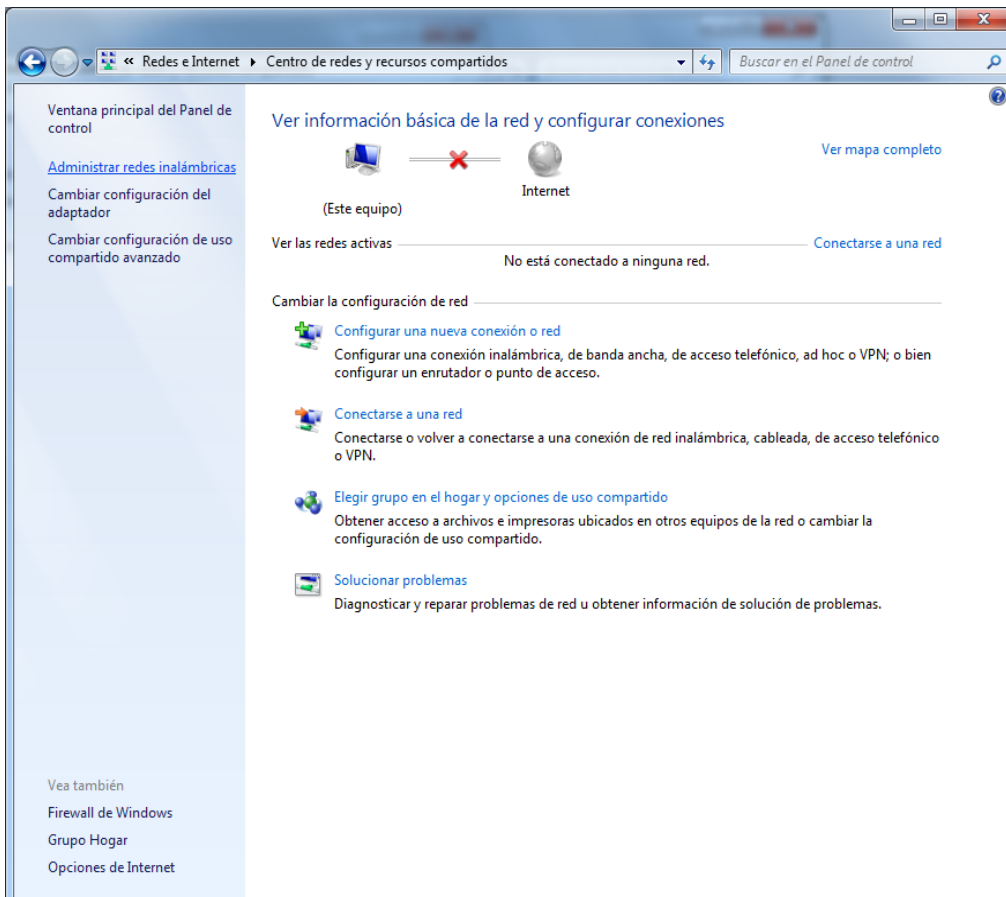 « Redes e Internet ▸ Centro de redes y recursos compartidos
Buscar en el Panel de control
Ventana principal del Panel de
control
Administrar redes inalámbricas
Cambiar configuración del
adaptador
Cambiar configuración de uso
compartido avanzado
Ver información básica de la red y configurar conexiones
Ver mapa completo
(Este equipo)
Internet
Ver las redes activas
Conectarse a una red
No está conectado a ninguna red.
Cambiar la configuración de red
Configurar una nueva conexión o red
Configurar una conexión inalámbrica, de banda ancha, de acceso telefónico, ad hoc o VPN; o bien
configurar un enrutador o punto de acceso.
Conectarse a una red
Conectarse o volver a conectarse a una conexión de red inalámbrica, cableada, de acceso telefónico
o VPN.
Elegir grupo en el hogar y opciones de uso compartido
Obtener acceso a archivos e impresoras ubicados en otros equipos de la red o cambiar la
configuración de uso compartido.
Solucionar problemas
Diagnosticar y reparar problemas de red u obtener información de solución de problemas.
Vea también
Firewall de Windows
Grupo Hogar
Opciones de Internet